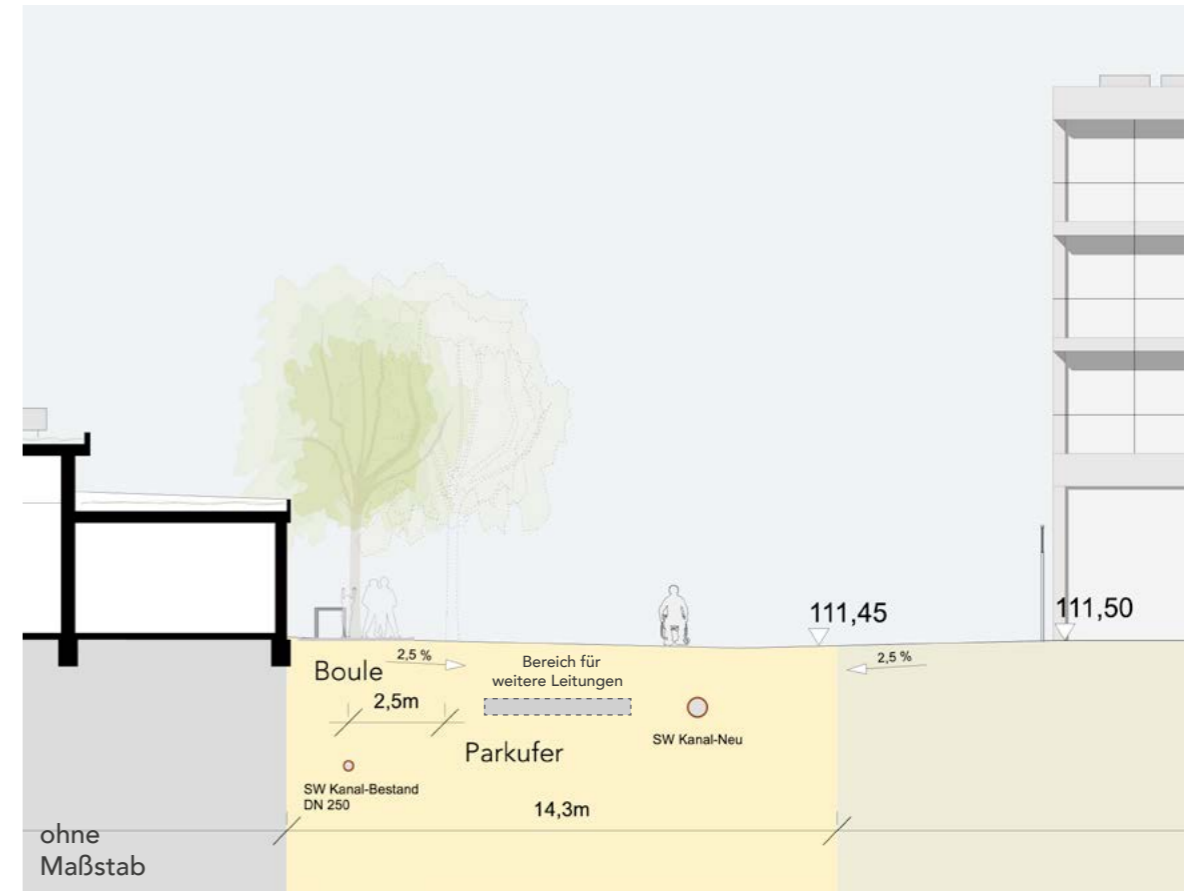 111,45
111,50
2,5 %
Bereich für
weitere Leitungen
2,5 %
Boule
2,5m
SW Kanal-Neu
Parkufer
SW Kanal-Bestand
DN 250
14,3m
ohne
Maßstab